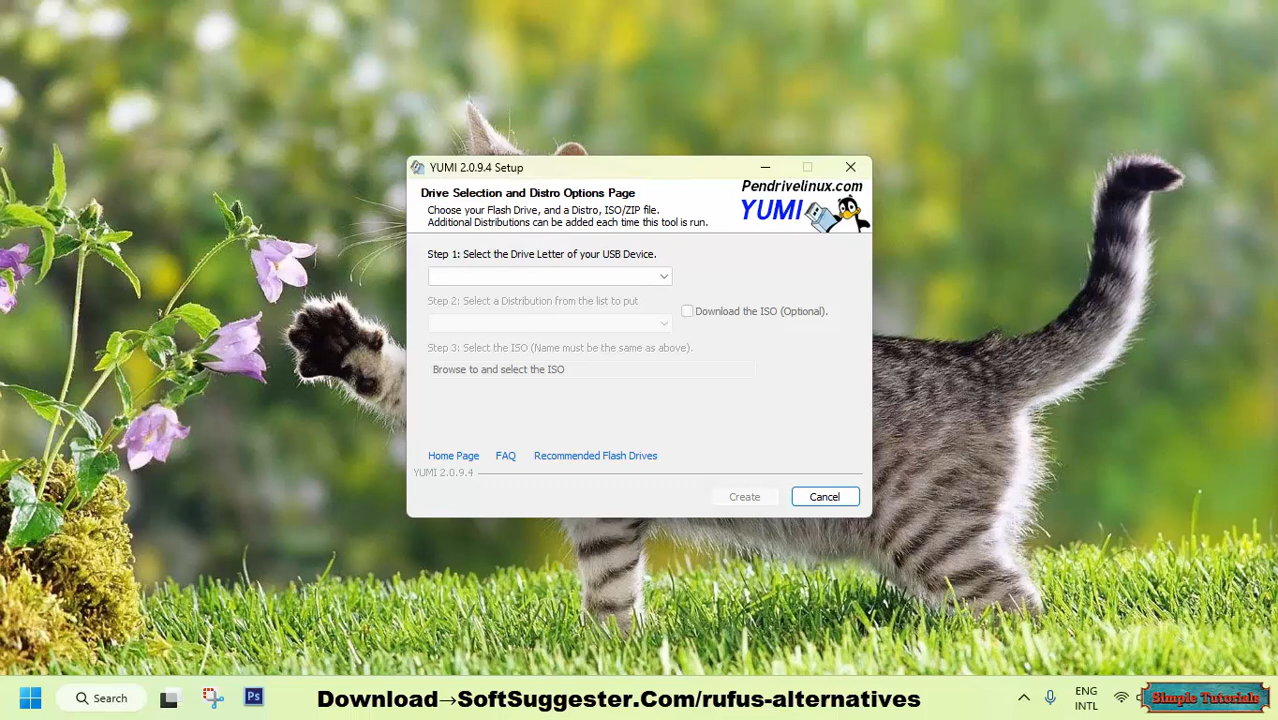 YUMI 2.0.9.4 Setup
Drive Selection and Distro Options Page
Choose your Flash Drive, and a Distro, ISO/ZIP file.
Additional Distributions can be added each time this tool is run.
Pendrivelinux.com
YUMI
Step 1: Select the Drive Letter of your USB Device.
Step 2: Select a Distribution from the list to put
Download the ISO (Optional).
Step 3: Select the ISO (Name must be the same as above).
Browse to and select the ISO
Home Page FAQ Recommended Flash Drives
YUMI 2.0.9.4
Create Cancel
Search
Ps
Download→SoftSuggester.Com/rufus-alternatives
ENG
INTL
Simple Tutorials